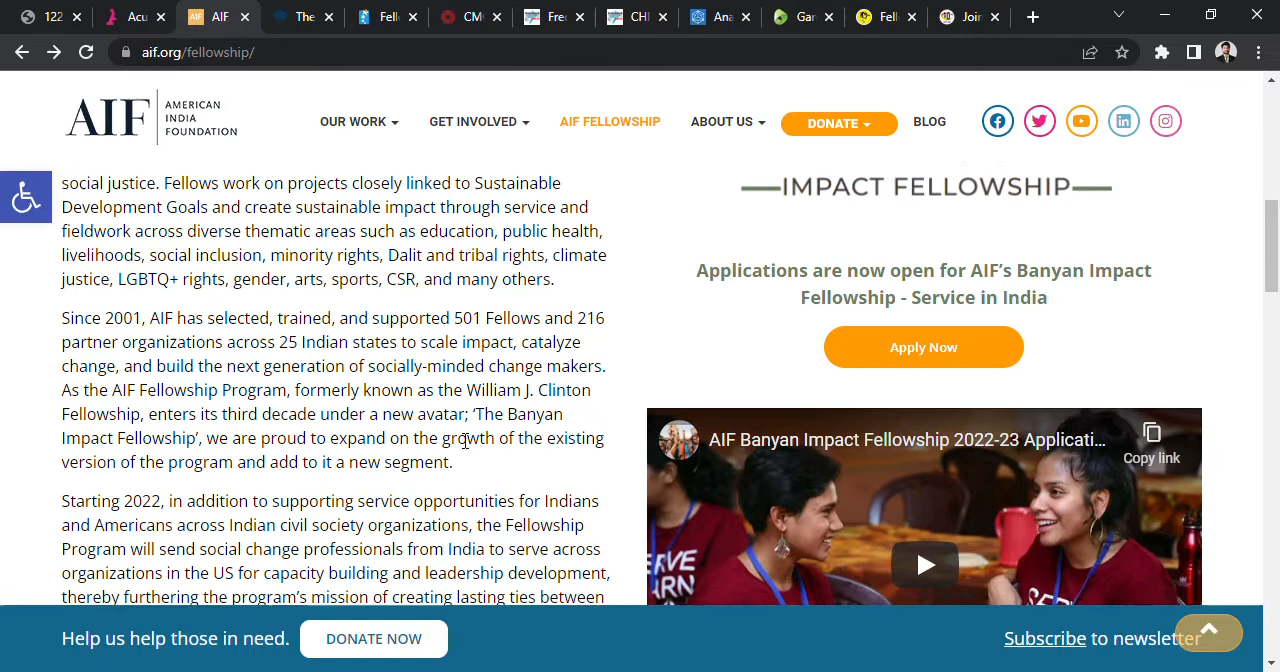 122
Acu
AIF
The
Fell
CM
Free
CHI
Ana
Gar
Fell
Join
aif.org/fellowship/
AIF
AMERICAN
INDIA
FOUNDATION
OUR WORK
GET INVOLVED
AIF FELLOWSHIP
ABOUT US
DONATE
BLOG
social justice. Fellows work on projects closely linked to Sustainable
Development Goals and create sustainable impact through service and
fieldwork across diverse thematic areas such as education, public health,
livelihoods, social inclusion, minority rights, Dalit and tribal rights, climate
justice, LGBTQ+ rights, gender, arts, sports, CSR, and many others.
Since 2001, AIF has selected, trained, and supported 501 Fellows and 216
partner organizations across 25 Indian states to scale impact, catalyze
change, and build the next generation of socially-minded change makers.
As the AIF Fellowship Program, formerly known as the William J. Clinton
Fellowship, enters its third decade under a new avatar; ‘The Banyan
Impact Fellowship’, we are proud to expand on the growth of the existing
version of the program and add to it a new segment.
Starting 2022, in addition to supporting service opportunities for Indians
and Americans across Indian civil society organizations, the Fellowship
Program will send social change professionals from India to serve across
organizations in the US for capacity building and leadership development,
thereby furthering the program’s mission of creating lasting ties between
IMPACT FELLOWSHIP
Applications are now open for AIF’s Banyan Impact
Fellowship - Service in India
Apply Now
AIF Banyan Impact Fellowship 2022-23 Applicati...
Copy link
Help us help those in need.
DONATE NOW
Subscribe to newsletter